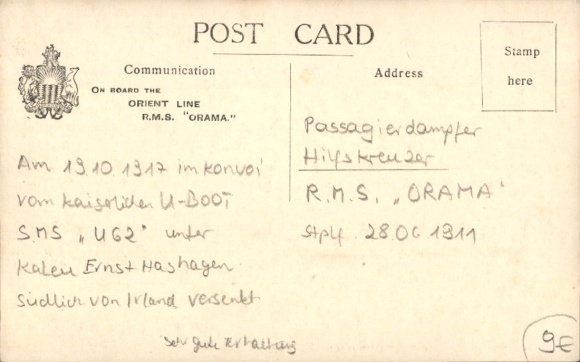 POST CARD
Communication
Address
Stamp
here
ON BOARD THE
ORIENT LINE
R.M.S. "ORAMA."
Passagierdampfer
Hilfskreuzer
R.M.S. „ORAMA“
Stplf. 28.06.1911
Am 19.10.1917 im Konvoi
vom kaiserlichen U-BOOT
SMS „U62“ unter
Kaleu Ernst Hashagen
südlich von Irland versenkt
Sehr gute Erhaltung
9€